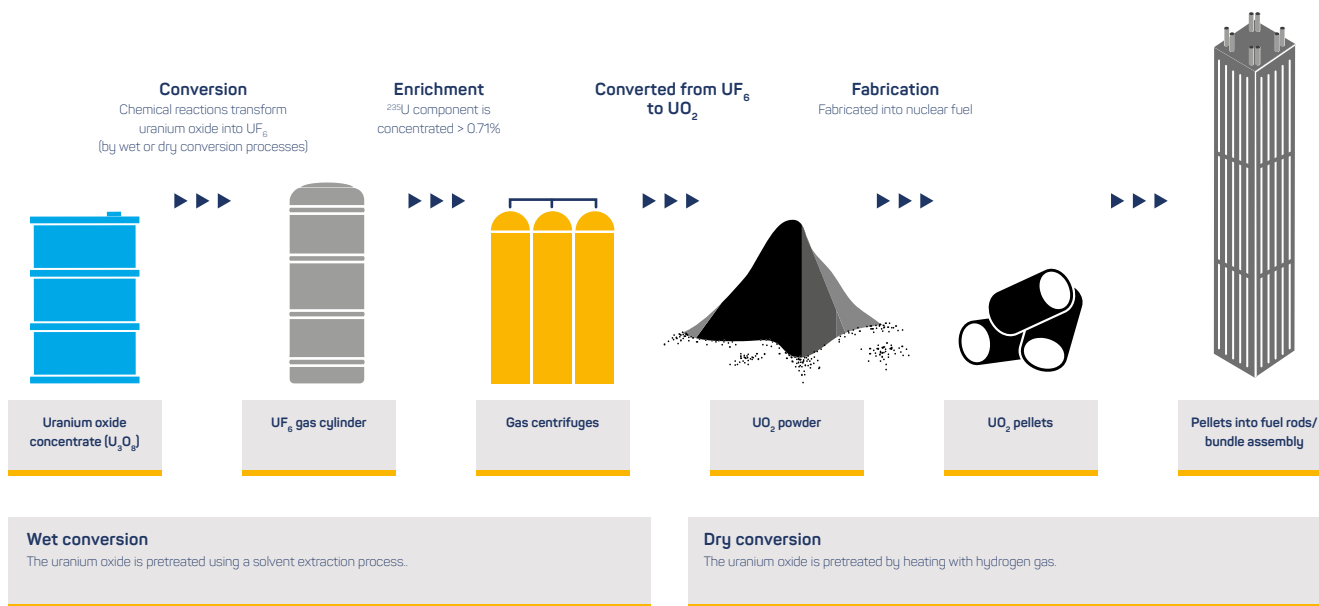 Conversion
Chemical reactions transform
uranium oxide into UF₆
(by wet or dry conversion processes)
Enrichment
²³⁵U component is
concentrated > 0.71%
Converted from UF₆
to UO₂
Fabrication
Fabricated into nuclear fuel
Uranium oxide
concentrate (U₃O₈)
UF₆ gas cylinder
Gas centrifuges
UO₂ powder
UO₂ pellets
Pellets into fuel rods/
bundle assembly
Wet conversion
The uranium oxide is pretreated using a solvent extraction process..
Dry conversion
The uranium oxide is pretreated by heating with hydrogen gas.